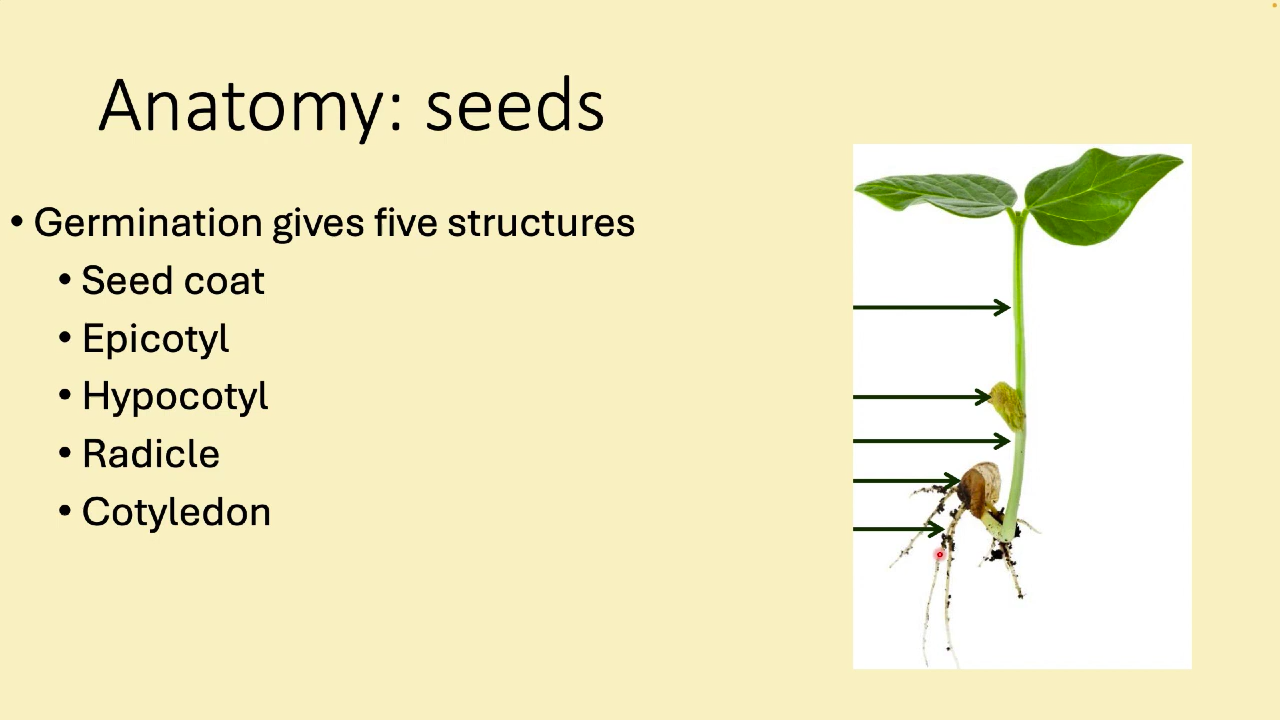 Anatomy: seeds
• Germination gives five structures
• Seed coat
• Epicotyl
• Hypocotyl
• Radicle
• Cotyledon